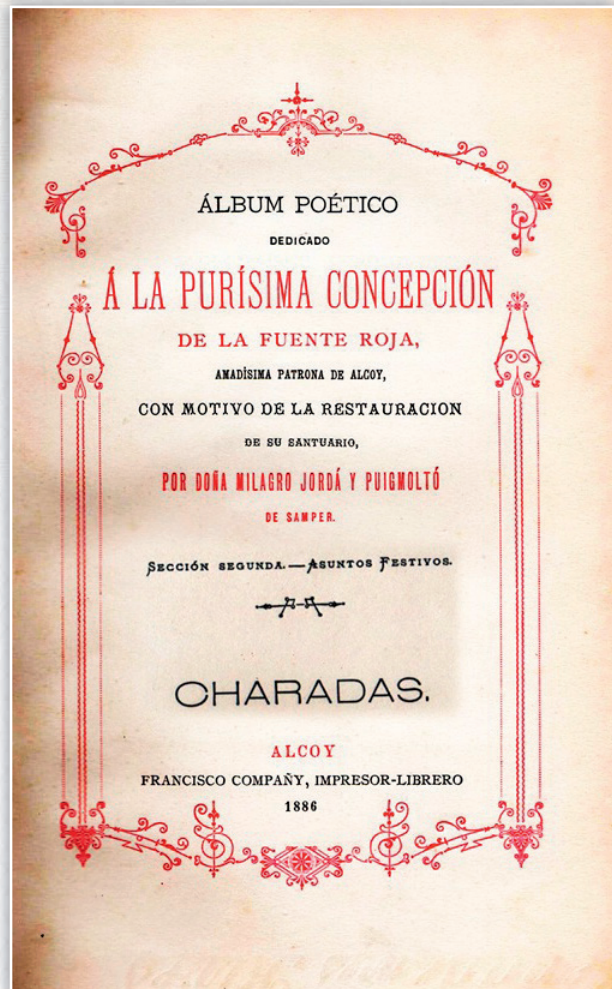 ÁLBUM POÉTICO
DEDICADO
Á LA PURÍSIMA CONCEPCIÓN
DE LA FUENTE ROJA,
AMADÍSIMA PATRONA DE ALCOY,
CON MOTIVO DE LA RESTAURACION
DE SU SANTUARIO,
POR DOÑA MILAGRO JORDÁ Y PUIGMOLTÓ
DE SAMPER.
SECCIÓN SEGUNDA.—ASUNTOS FESTIVOS.
CHARADAS.
ALCOY
FRANCISCO COMPAÑY, IMPRESOR-LIBRERO
1886